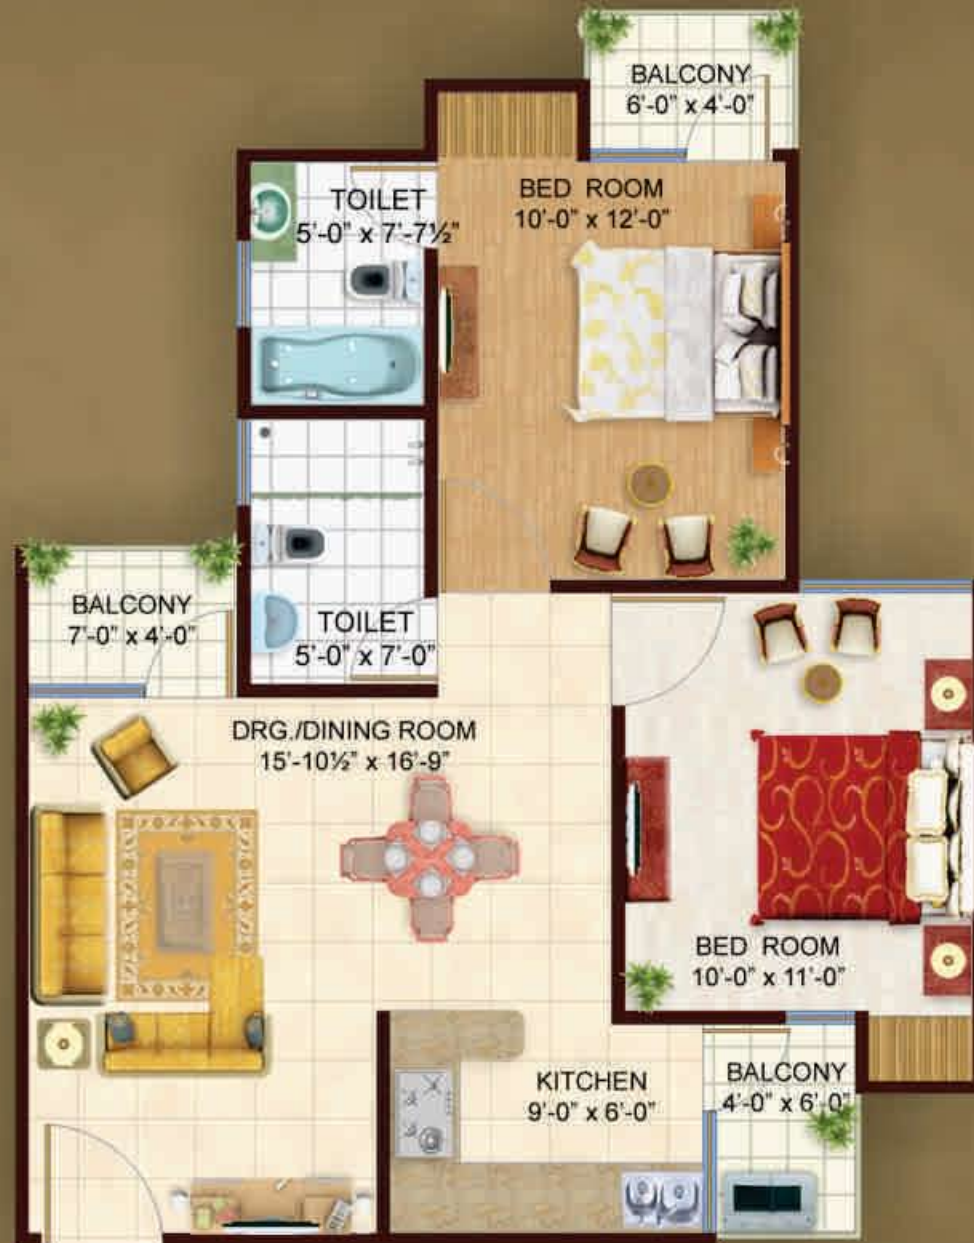 BALCONY
6'-0" x 4'-0"
TOILET
5'-0" x 7'-7½"
BED ROOM
10'-0" x 12'-0"
BALCONY
7'-0" x 4'-0"
TOILET
5'-0" x 7'-0"
DRG./DINING ROOM
15'-10½" x 16'-9"
BED ROOM
10'-0" x 11'-0"
KITCHEN
9'-0" x 6'-0"
BALCONY
4'-0" x 6'-0"